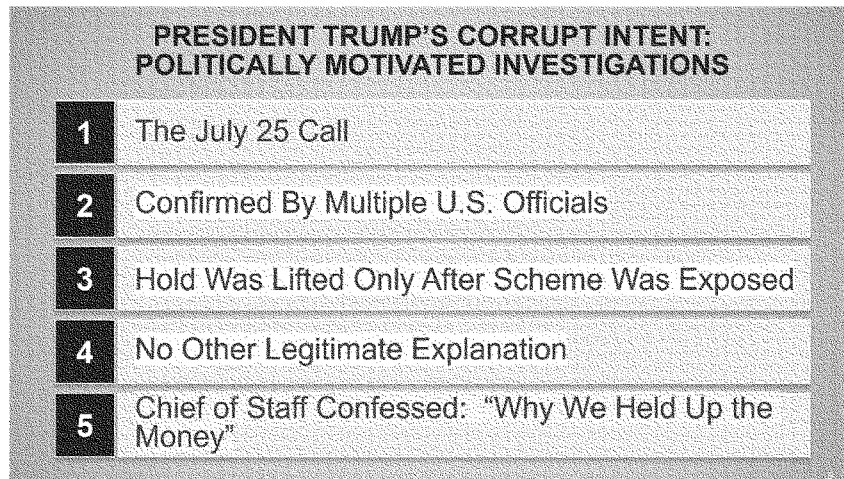 PRESIDENT TRUMP'S CORRUPT INTENT:
POLITICALLY MOTIVATED INVESTIGATIONS
1 The July 25 Call
2 Confirmed By Multiple U.S. Officials
3 Hold Was Lifted Only After Scheme Was Exposed
4 No Other Legitimate Explanation
5 Chief of Staff Confessed: “Why We Held Up the
Money”